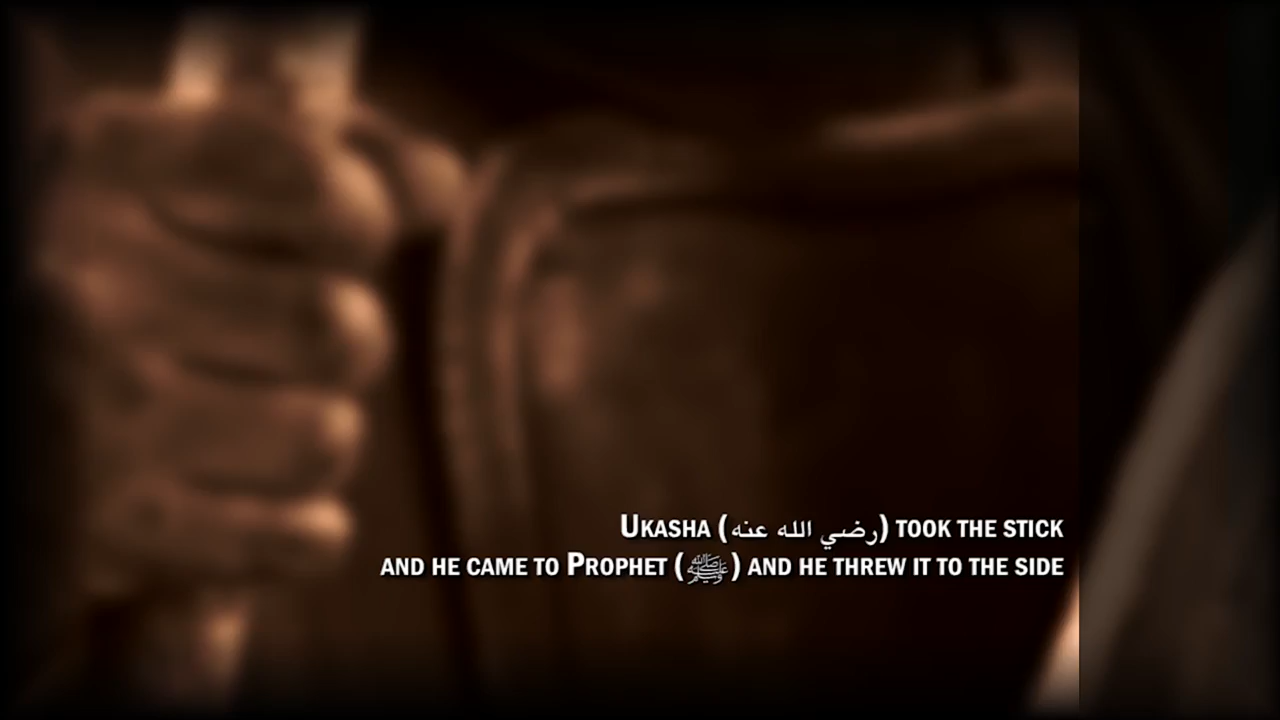 Ukasha (رضي الله عنه) took the stick
and he came to Prophet (ﷺ) and he threw it to the side